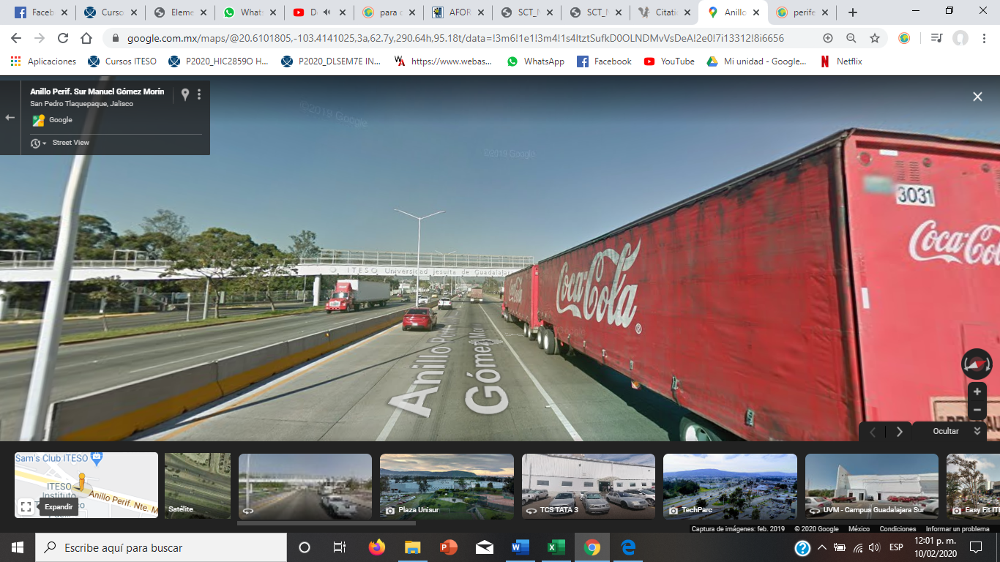 Faceb
Curso
Eleme
Whats
D
para c
AFOR
SCT_N
SCT_N
Citatio
Anillo
perife
google.com.mx/maps/@20.6101805,-103.4141025,3a,62.7y,290.64h,95.18t/data=!3m6!1e1!3m4!1s4ItztSufkD0OLNDMvVsDeA!2e0!7i13312!8i6656
Aplicaciones
Cursos ITESO
P2020_HIC2859O H...
P2020_DLSEM7E IN...
https://www.webas...
WhatsApp
Facebook
YouTube
Mi unidad - Google...
Netflix
Anillo Perif. Sur Manuel Gómez Morín
San Pedro Tlaquepaque, Jalisco
Google
Street View
©2019 Google
©2019 Google
3031
Coca-Co
ITESO Universidad Jesuita de Guadalajara
Coca-Cola
Coca-Cola®
Anillo P
Gómez Mor
Ocultar
Sam's Club ITESO
ITESO
Instituto
Anillo Perif. Nte. M
Expandir
Satélite
Plaza Unisur
TCS TATA 3
TechParc
UVM - Campus Guadalajara Sur
Easy Fit ITE
Captura de imágenes: feb. 2019
© 2020 Google
México
Condiciones
Informar un problema
Escribe aquí para buscar
ESP
12:01 p. m.
10/02/2020